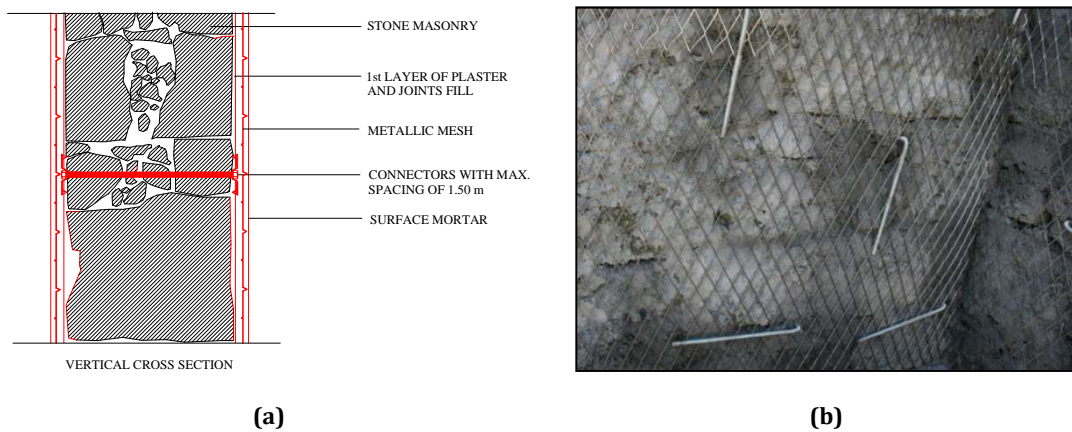 STONE MASONRY
1st LAYER OF PLASTER
AND JOINTS FILL
METALLIC MESH
CONNECTORS WITH MAX.
SPACING OF 1.50 m
SURFACE MORTAR
VERTICAL CROSS SECTION
(a)
(b)